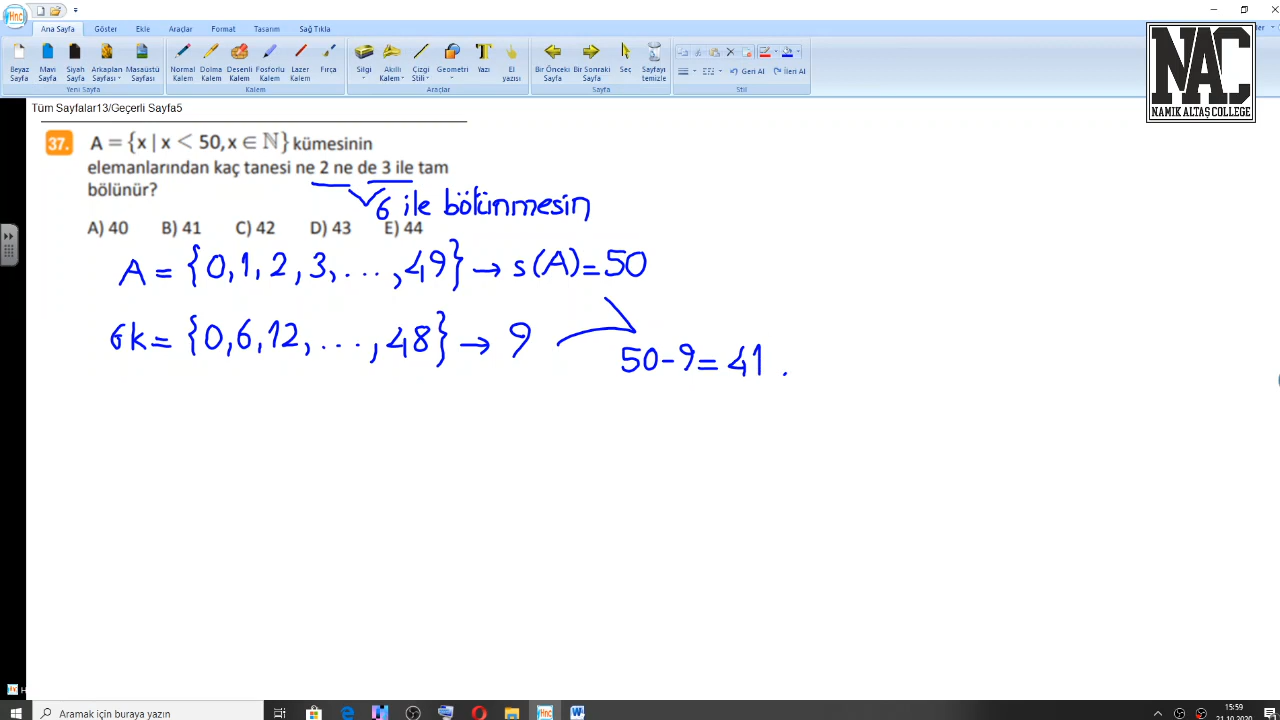 HNC
Ana Sayfa Göster Ekle Araçlar Format Tasarım Sağ Tıkla
Beyaz Sayfa Mavi Sayfa Siyah Sayfa Arkaplan Sayfası Masaüstü Sayfası Normal Kalem Dolma Kalem Desenli Kalem Fosforlu Kalem Lazer Kalem Fırça Silgi Akıllı Kalem Çizgi Stili Geometri Yazı El yazısı Bir Önceki Sayfa Bir Sonraki Sayfa Seç Sayfayı temizle Geri Al İleri Al
Yeni Sayfa Kalem Araçlar Sayfa Stil
NAC
NAMIK ALTAŞ COLLEGE
Tüm Sayfalar13/Geçerli Sayfa5
37. A = {x | x < 50, x ∈ ℕ} kümesinin
elemanlarından kaç tanesi ne 2 ne de 3 ile tam
bölünür?
6 ile bölünmesin
A) 40 B) 41 C) 42 D) 43 E) 44
A = {0, 1, 2, 3, ..., 49} → s(A) = 50
6k = {0, 6, 12, ..., 48} → 9
50 - 9 = 41 .
Aramak için buraya yazın
15:59
21.10.2020